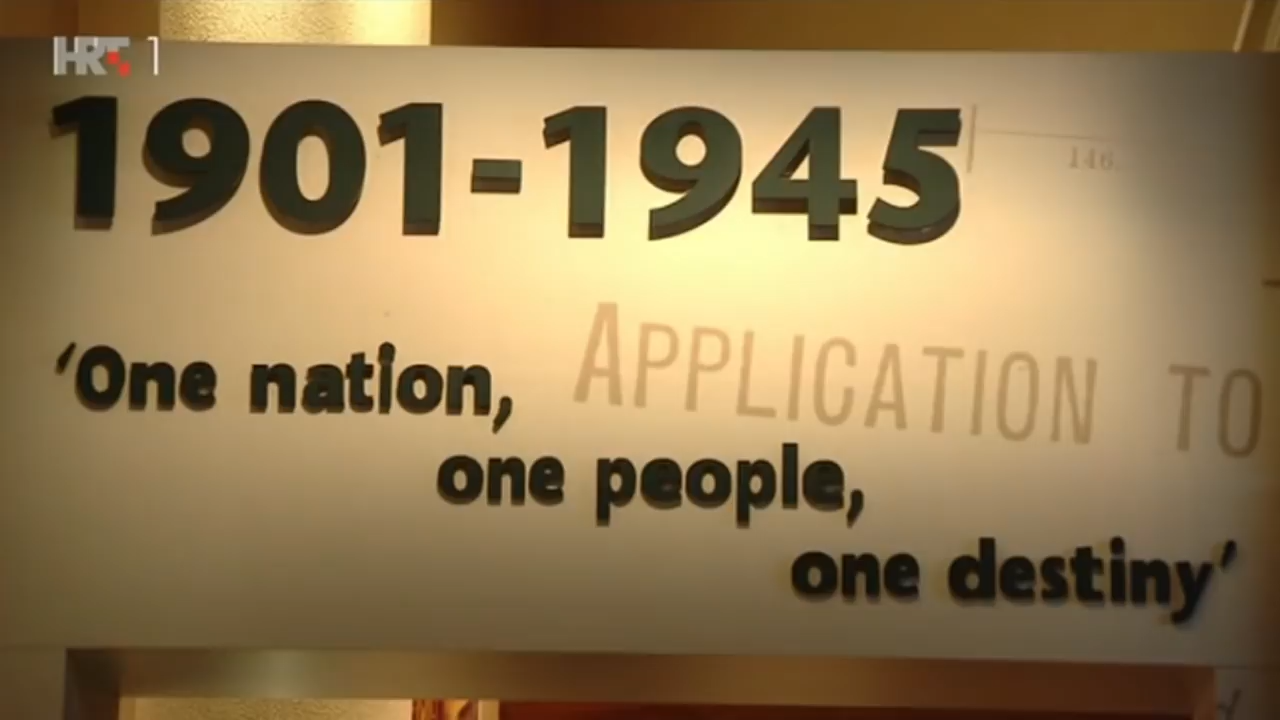 HRT 1
1901-1945
146.
APPLICATION TO
'One nation,
one people,
one destiny'